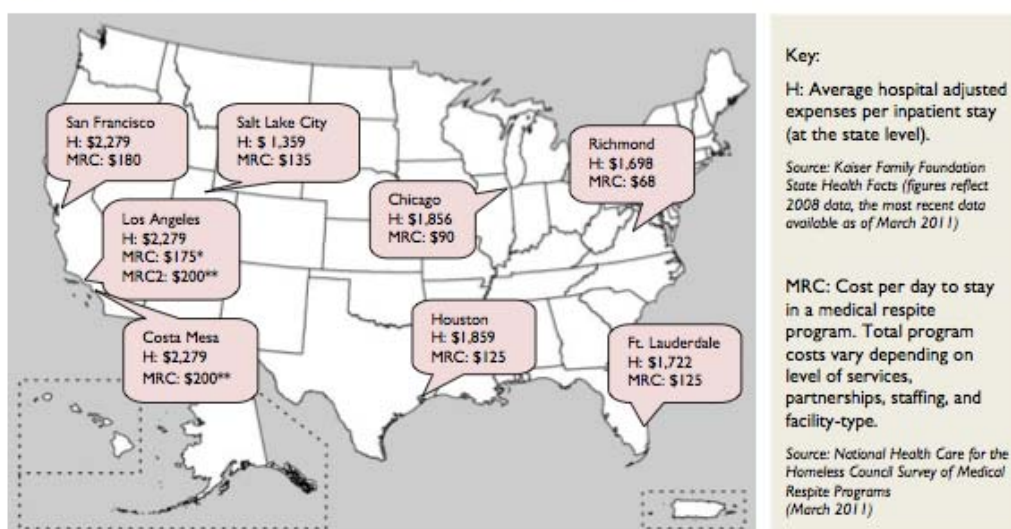 San Francisco
H: $2,279
MRC: $180
Salt Lake City
H: $ 1,359
MRC: $135
Richmond
H: $1,698
MRC: $68
Chicago
H: $1,856
MRC: $90
Los Angeles
H: $2,279
MRC: $175*
MRC2: $200**
Costa Mesa
H: $2,279
MRC: $200**
Houston
H: $1,859
MRC: $125
Ft. Lauderdale
H: $1,722
MRC: $125
Key:
H: Average hospital adjusted
expenses per inpatient stay
(at the state level).
Source: Kaiser Family Foundation
State Health Facts (figures reflect
2008 data, the most recent data
available as of March 2011)
MRC: Cost per day to stay
in a medical respite
program. Total program
costs vary depending on
level of services,
partnerships, staffing, and
facility-type.
Source: National Health Care for the
Homeless Council Survey of Medical
Respite Programs
(March 2011)